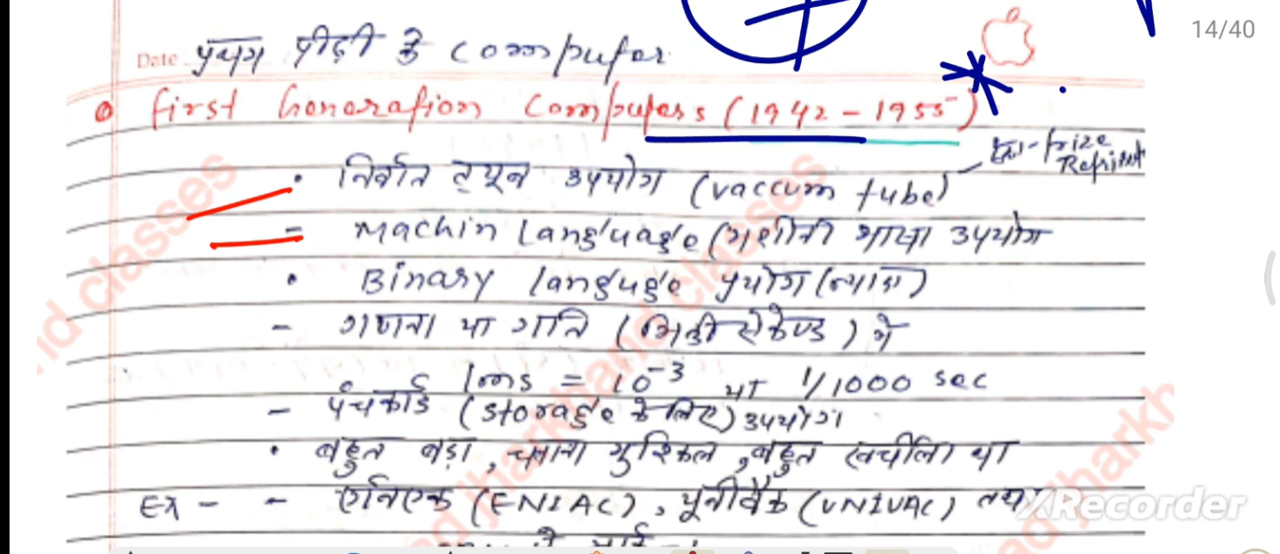 14/40
Date प्रथम पीढ़ी के computer
First Generation Computers (1942 - 1955)
• निर्वात ट्यूब उपयोग (vaccum tube)
- Machin Language (मशीनी भाषा उपयोग
• Binary language प्रयोग
- गणना या गति (मिली सेकेण्ड) में
1ms = 10⁻³ या 1/1000 sec
- पंचकार्ड (storage के लिए) उपयोग
• बहुत बड़ा, चलाना मुश्किल, बहुत खर्चीला था
Ex - - एनिएक (ENIAC), यूनीवैक (UNIVAC) तथा
XRecorder